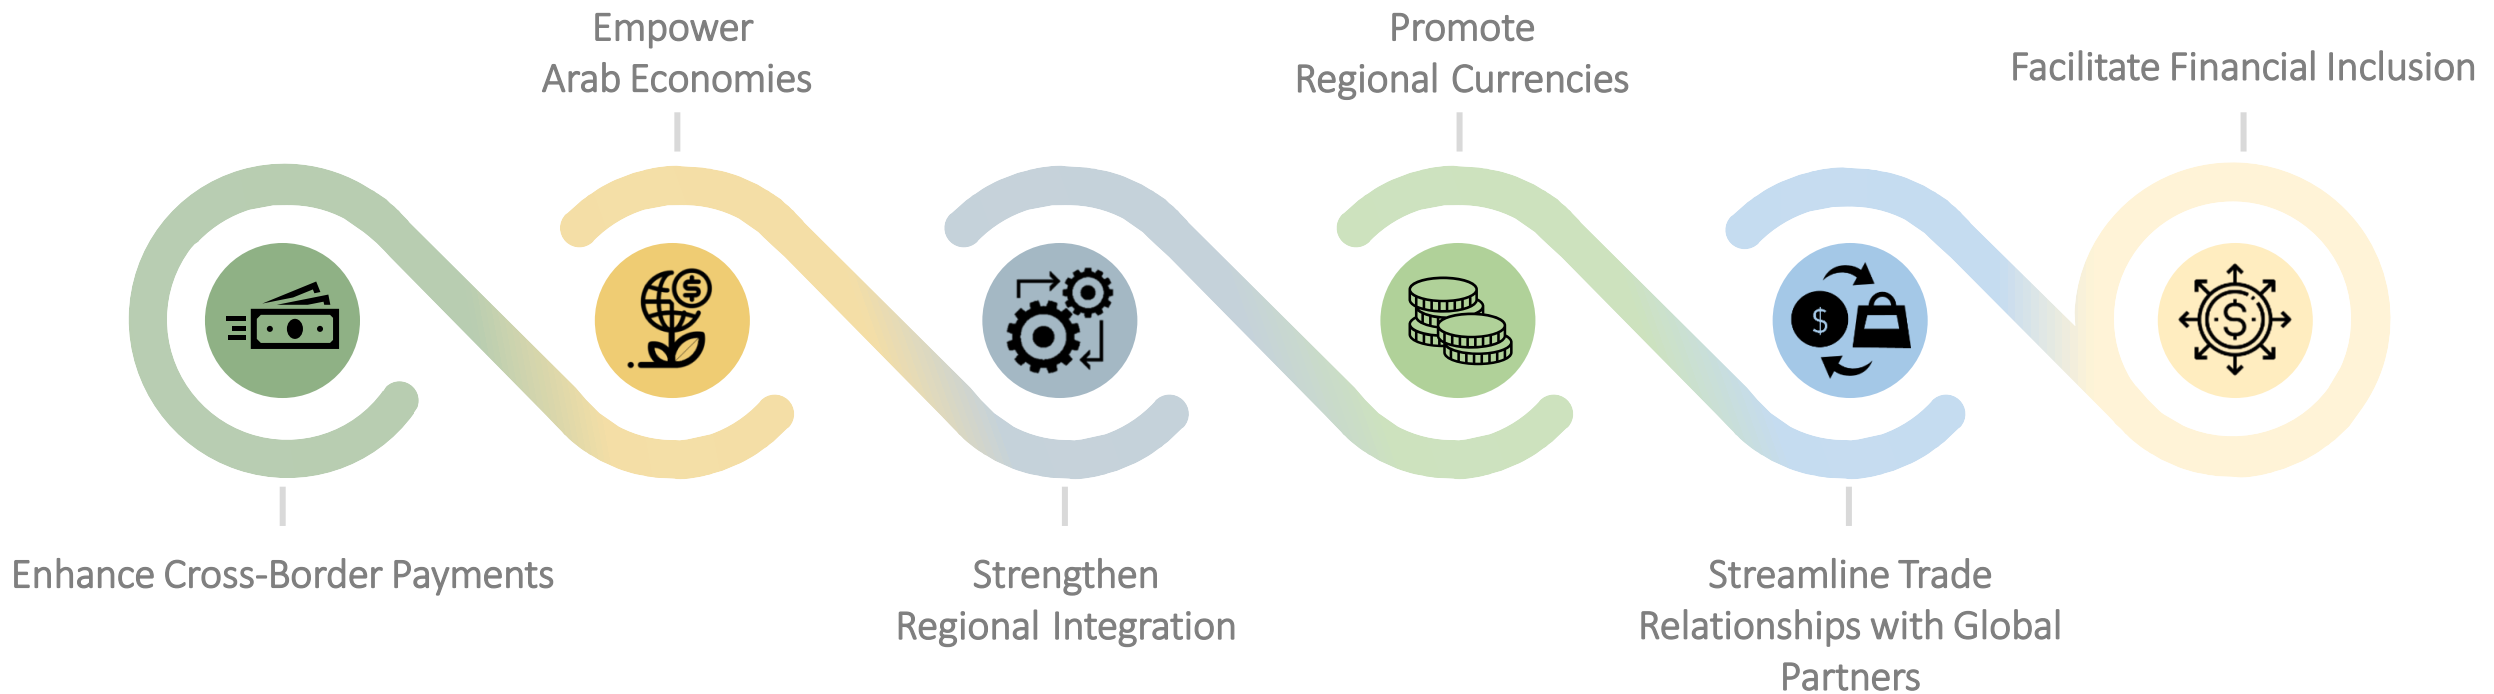 Enhance Cross-Border Payments
Empower
Arab Economies
Strengthen
Regional Integration
Promote
Regional Currencies
Streamline Trade
Relationships with Global
Partners
Facilitate Financial Inclusion
$
$
$